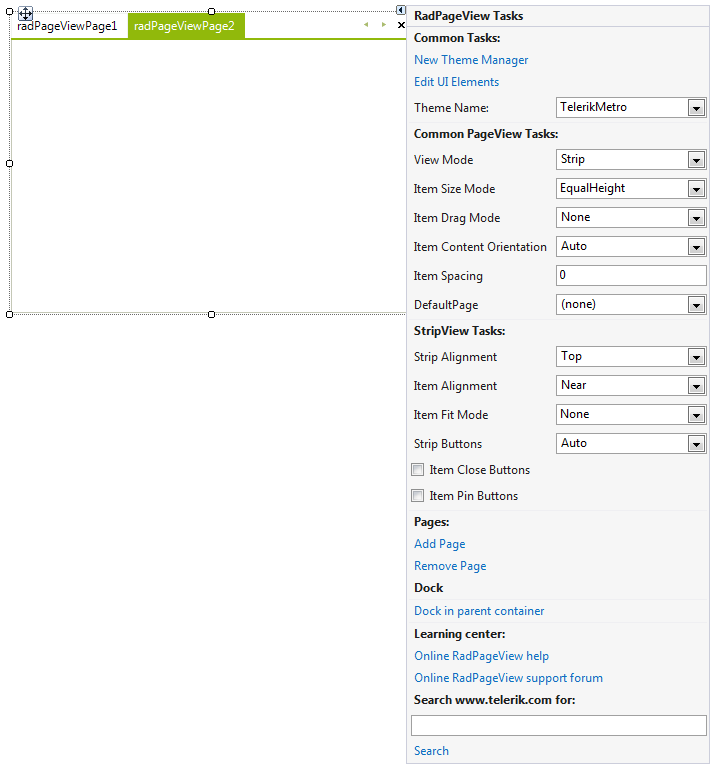 radPageViewPage1 radPageViewPage2
RadPageView Tasks
Common Tasks:
New Theme Manager
Edit UI Elements
Theme Name: TelerikMetro
Common PageView Tasks:
View Mode Strip
Item Size Mode EqualHeight
Item Drag Mode None
Item Content Orientation Auto
Item Spacing 0
DefaultPage (none)
StripView Tasks:
Strip Alignment Top
Item Alignment Near
Item Fit Mode None
Strip Buttons Auto
Item Close Buttons
Item Pin Buttons
Pages:
Add Page
Remove Page
Dock
Dock in parent container
Learning center:
Online RadPageView help
Online RadPageView support forum
Search www.telerik.com for:
Search